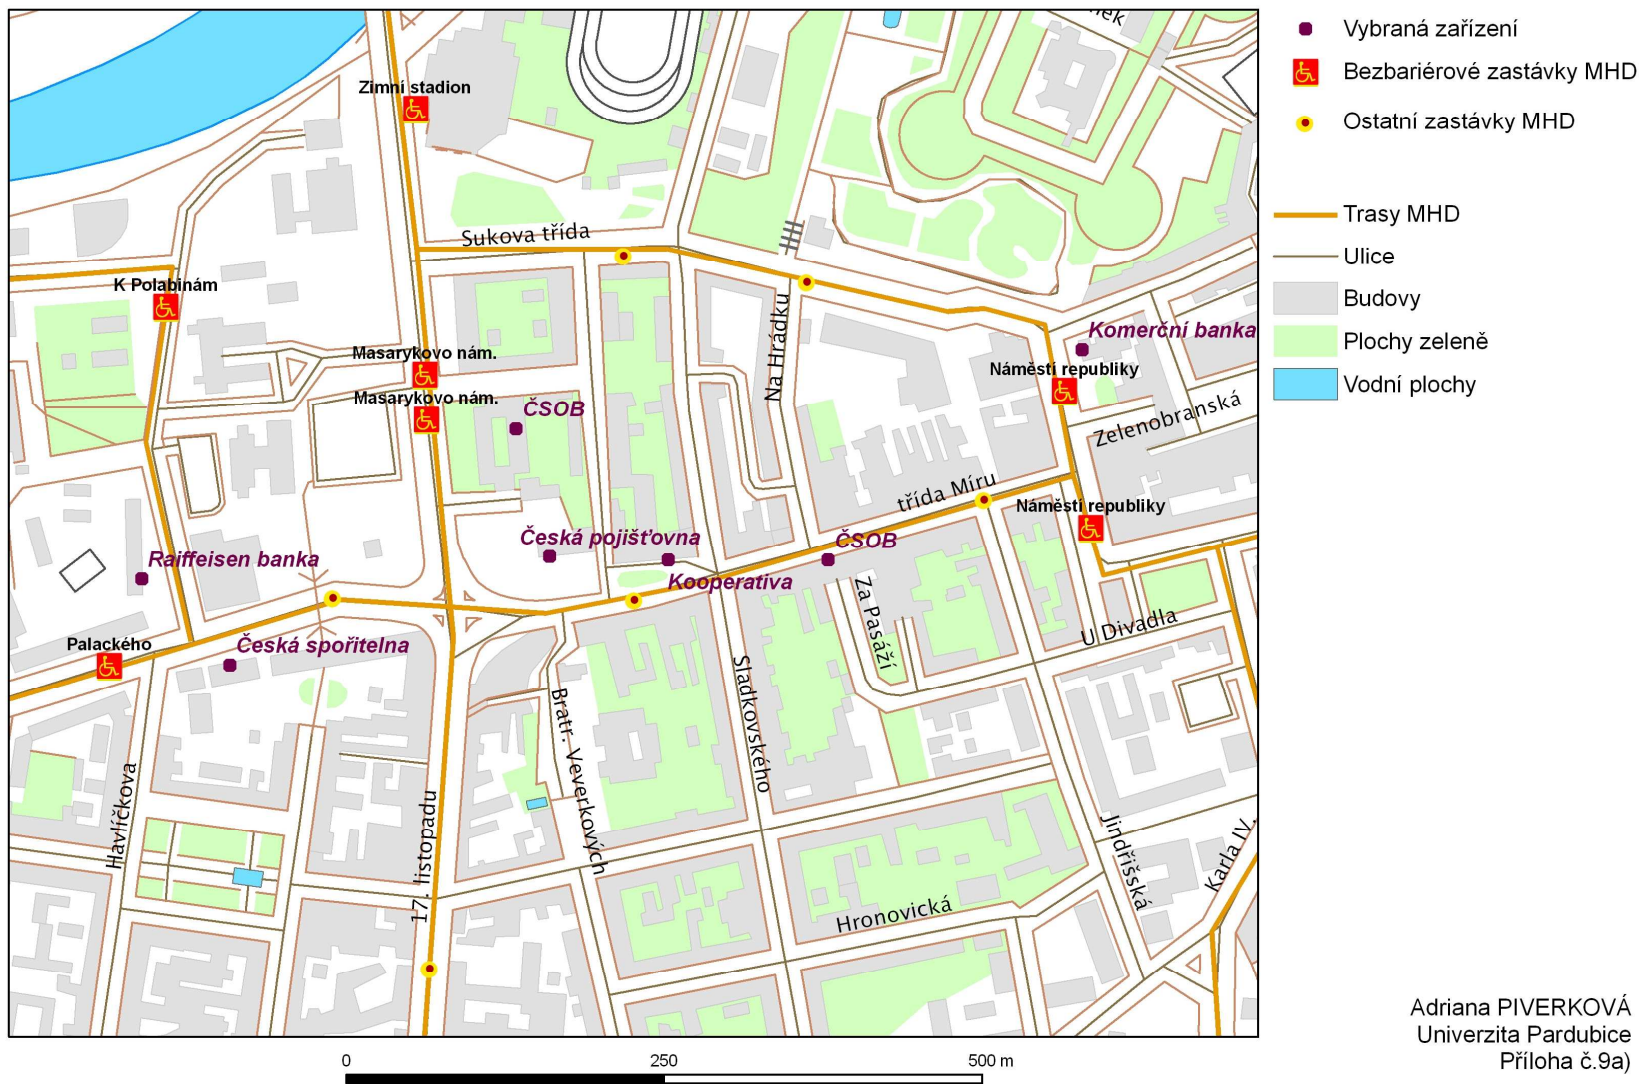 Vybraná zařízení
Bezbariérové zastávky MHD
Ostatní zastávky MHD
Trasy MHD
Ulice
Budovy
Plochy zeleně
Vodní plochy
Zimní stadion
Sukova třída
K Polabinám
Na Hrádku
Komerční banka
Masarykovo nám.
Náměstí republiky
Masarykovo nám.
ČSOB
Zelenobranská
třída Míru
Náměstí republiky
Česká pojišťovna
ČSOB
Raiffeisen banka
Kooperativa
Za Pasáží
U Divadla
Palackého
Česká spořitelna
Sladkovského
Bratr. Veverkových
Havlíčkova
17. listopadu
Jindřišská
Karla IV.
Hronovická
0 250 500 m
Adriana PIVERKOVÁ
Univerzita Pardubice
Příloha č.9a)